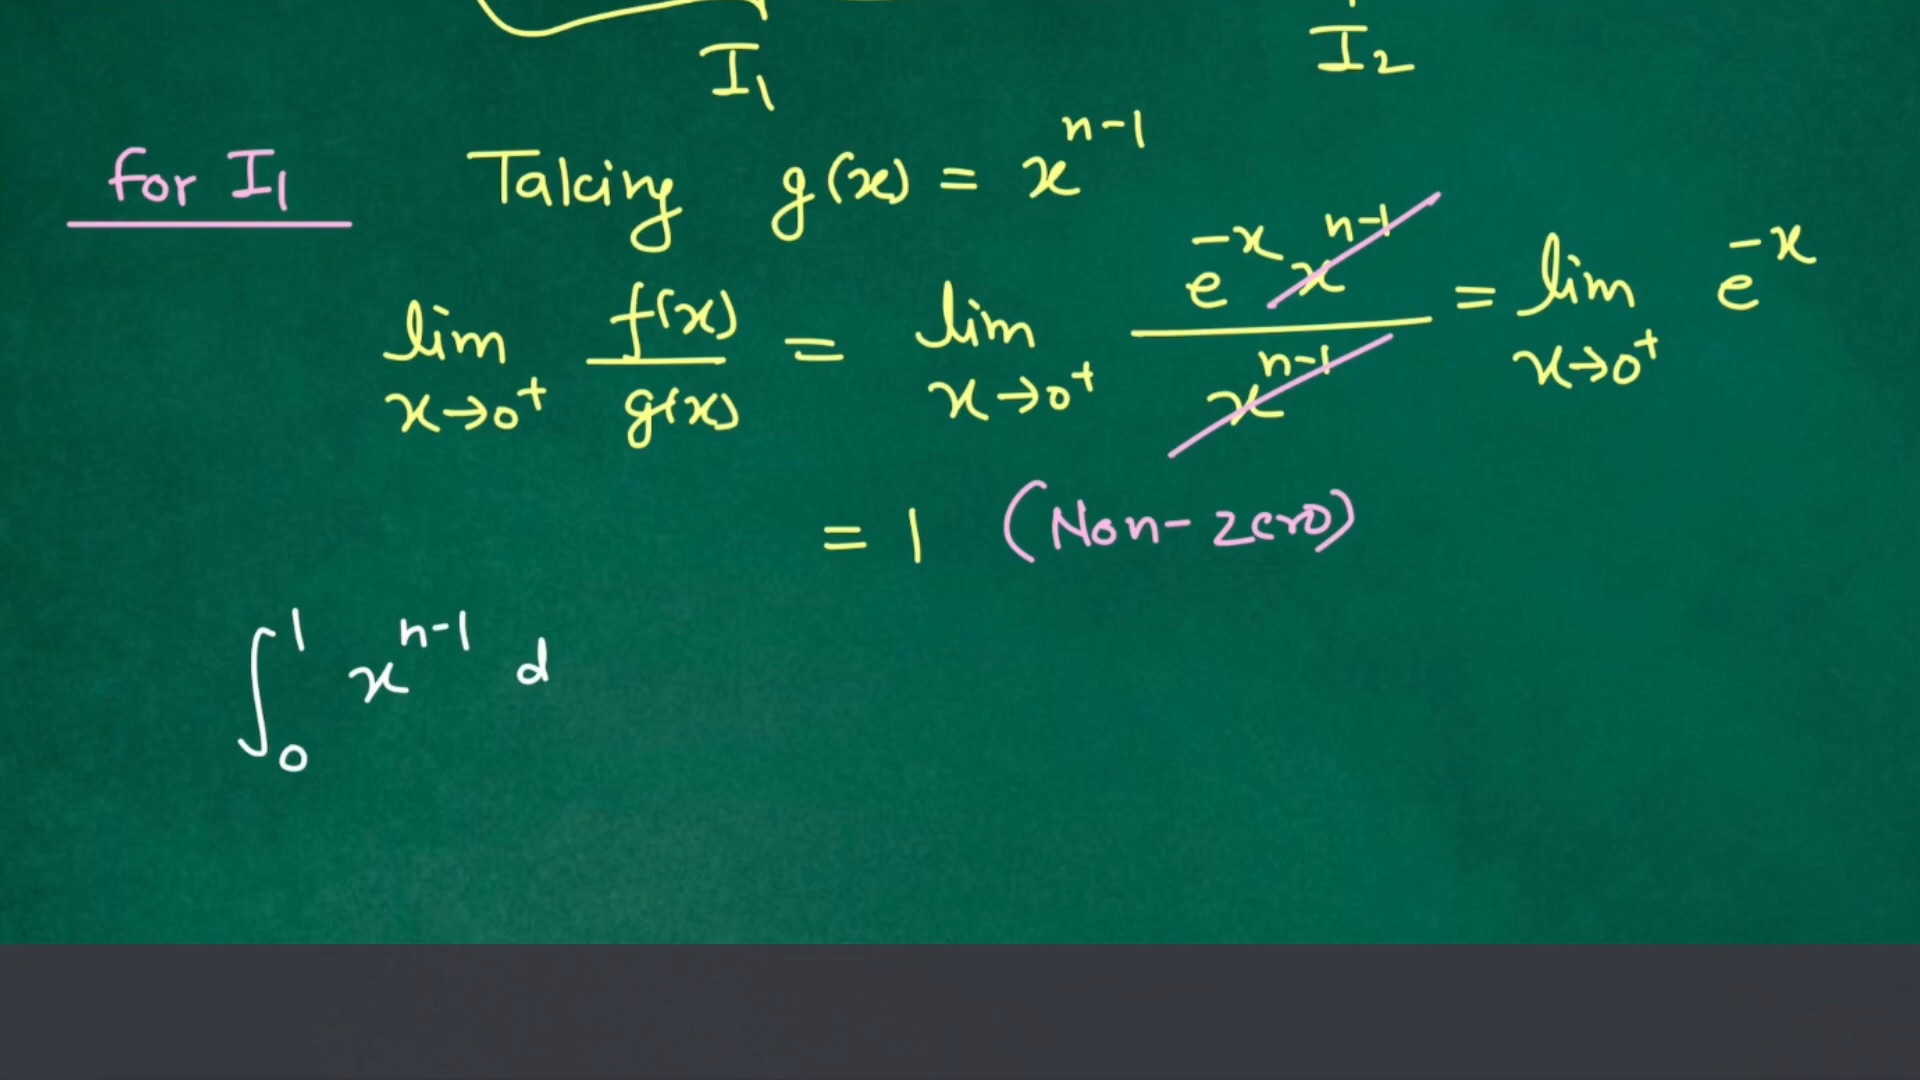 I₁ I₂
for I₁ Taking g(x) = x^{n-1}
lim_{x→0⁺} f(x)/g(x) = lim_{x→0⁺} e^{-x} x^{n-1} / x^{n-1} = lim_{x→0⁺} e^{-x}
= 1 (Non-zero)
∫₀¹ x^{n-1} d